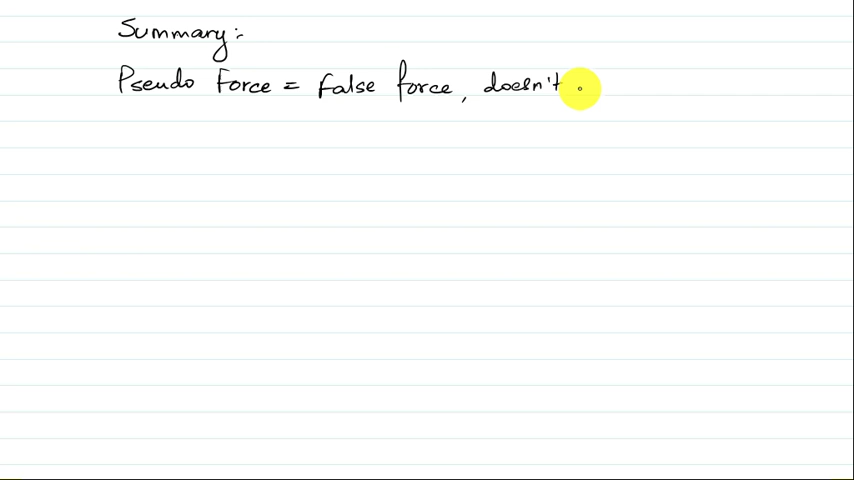 Summary:-
Pseudo Force = False force, doesn't